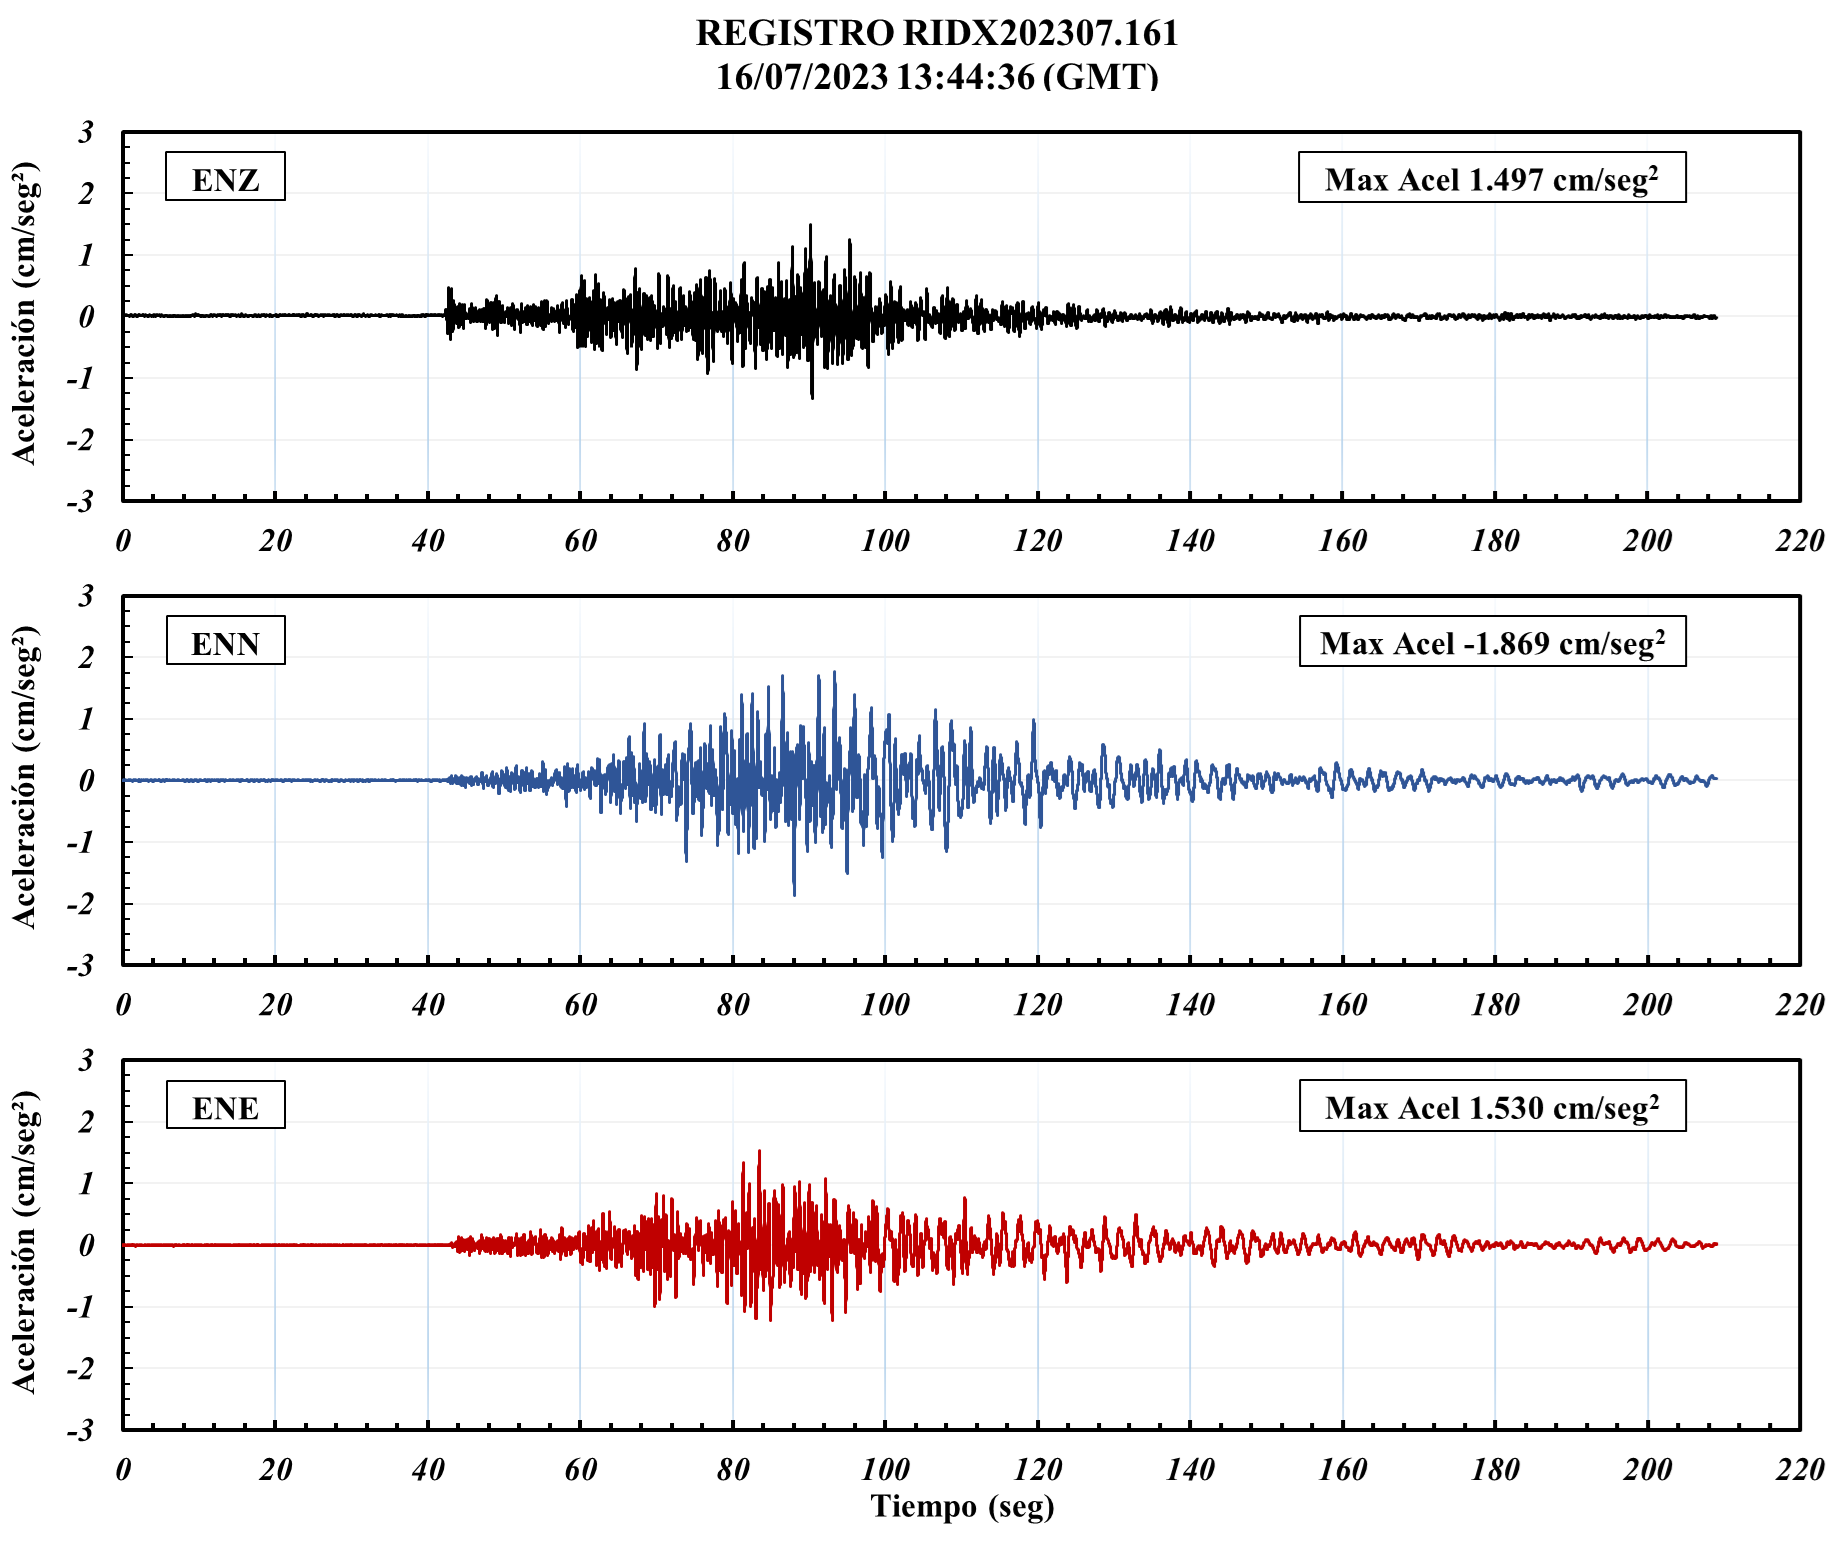 REGISTRO RIDX202307.161
16/07/2023 13:44:36 (GMT)
Aceleración (cm/seg²)
3
2
1
0
-1
-2
-3
ENZ
Max Acel 1.497 cm/seg²
0 20 40 60 80 100 120 140 160 180 200 220
Aceleración (cm/seg²)
3
2
1
0
-1
-2
-3
ENN
Max Acel -1.869 cm/seg²
0 20 40 60 80 100 120 140 160 180 200 220
Aceleración (cm/seg²)
3
2
1
0
-1
-2
-3
ENE
Max Acel 1.530 cm/seg²
0 20 40 60 80 100 120 140 160 180 200 220
Tiempo (seg)